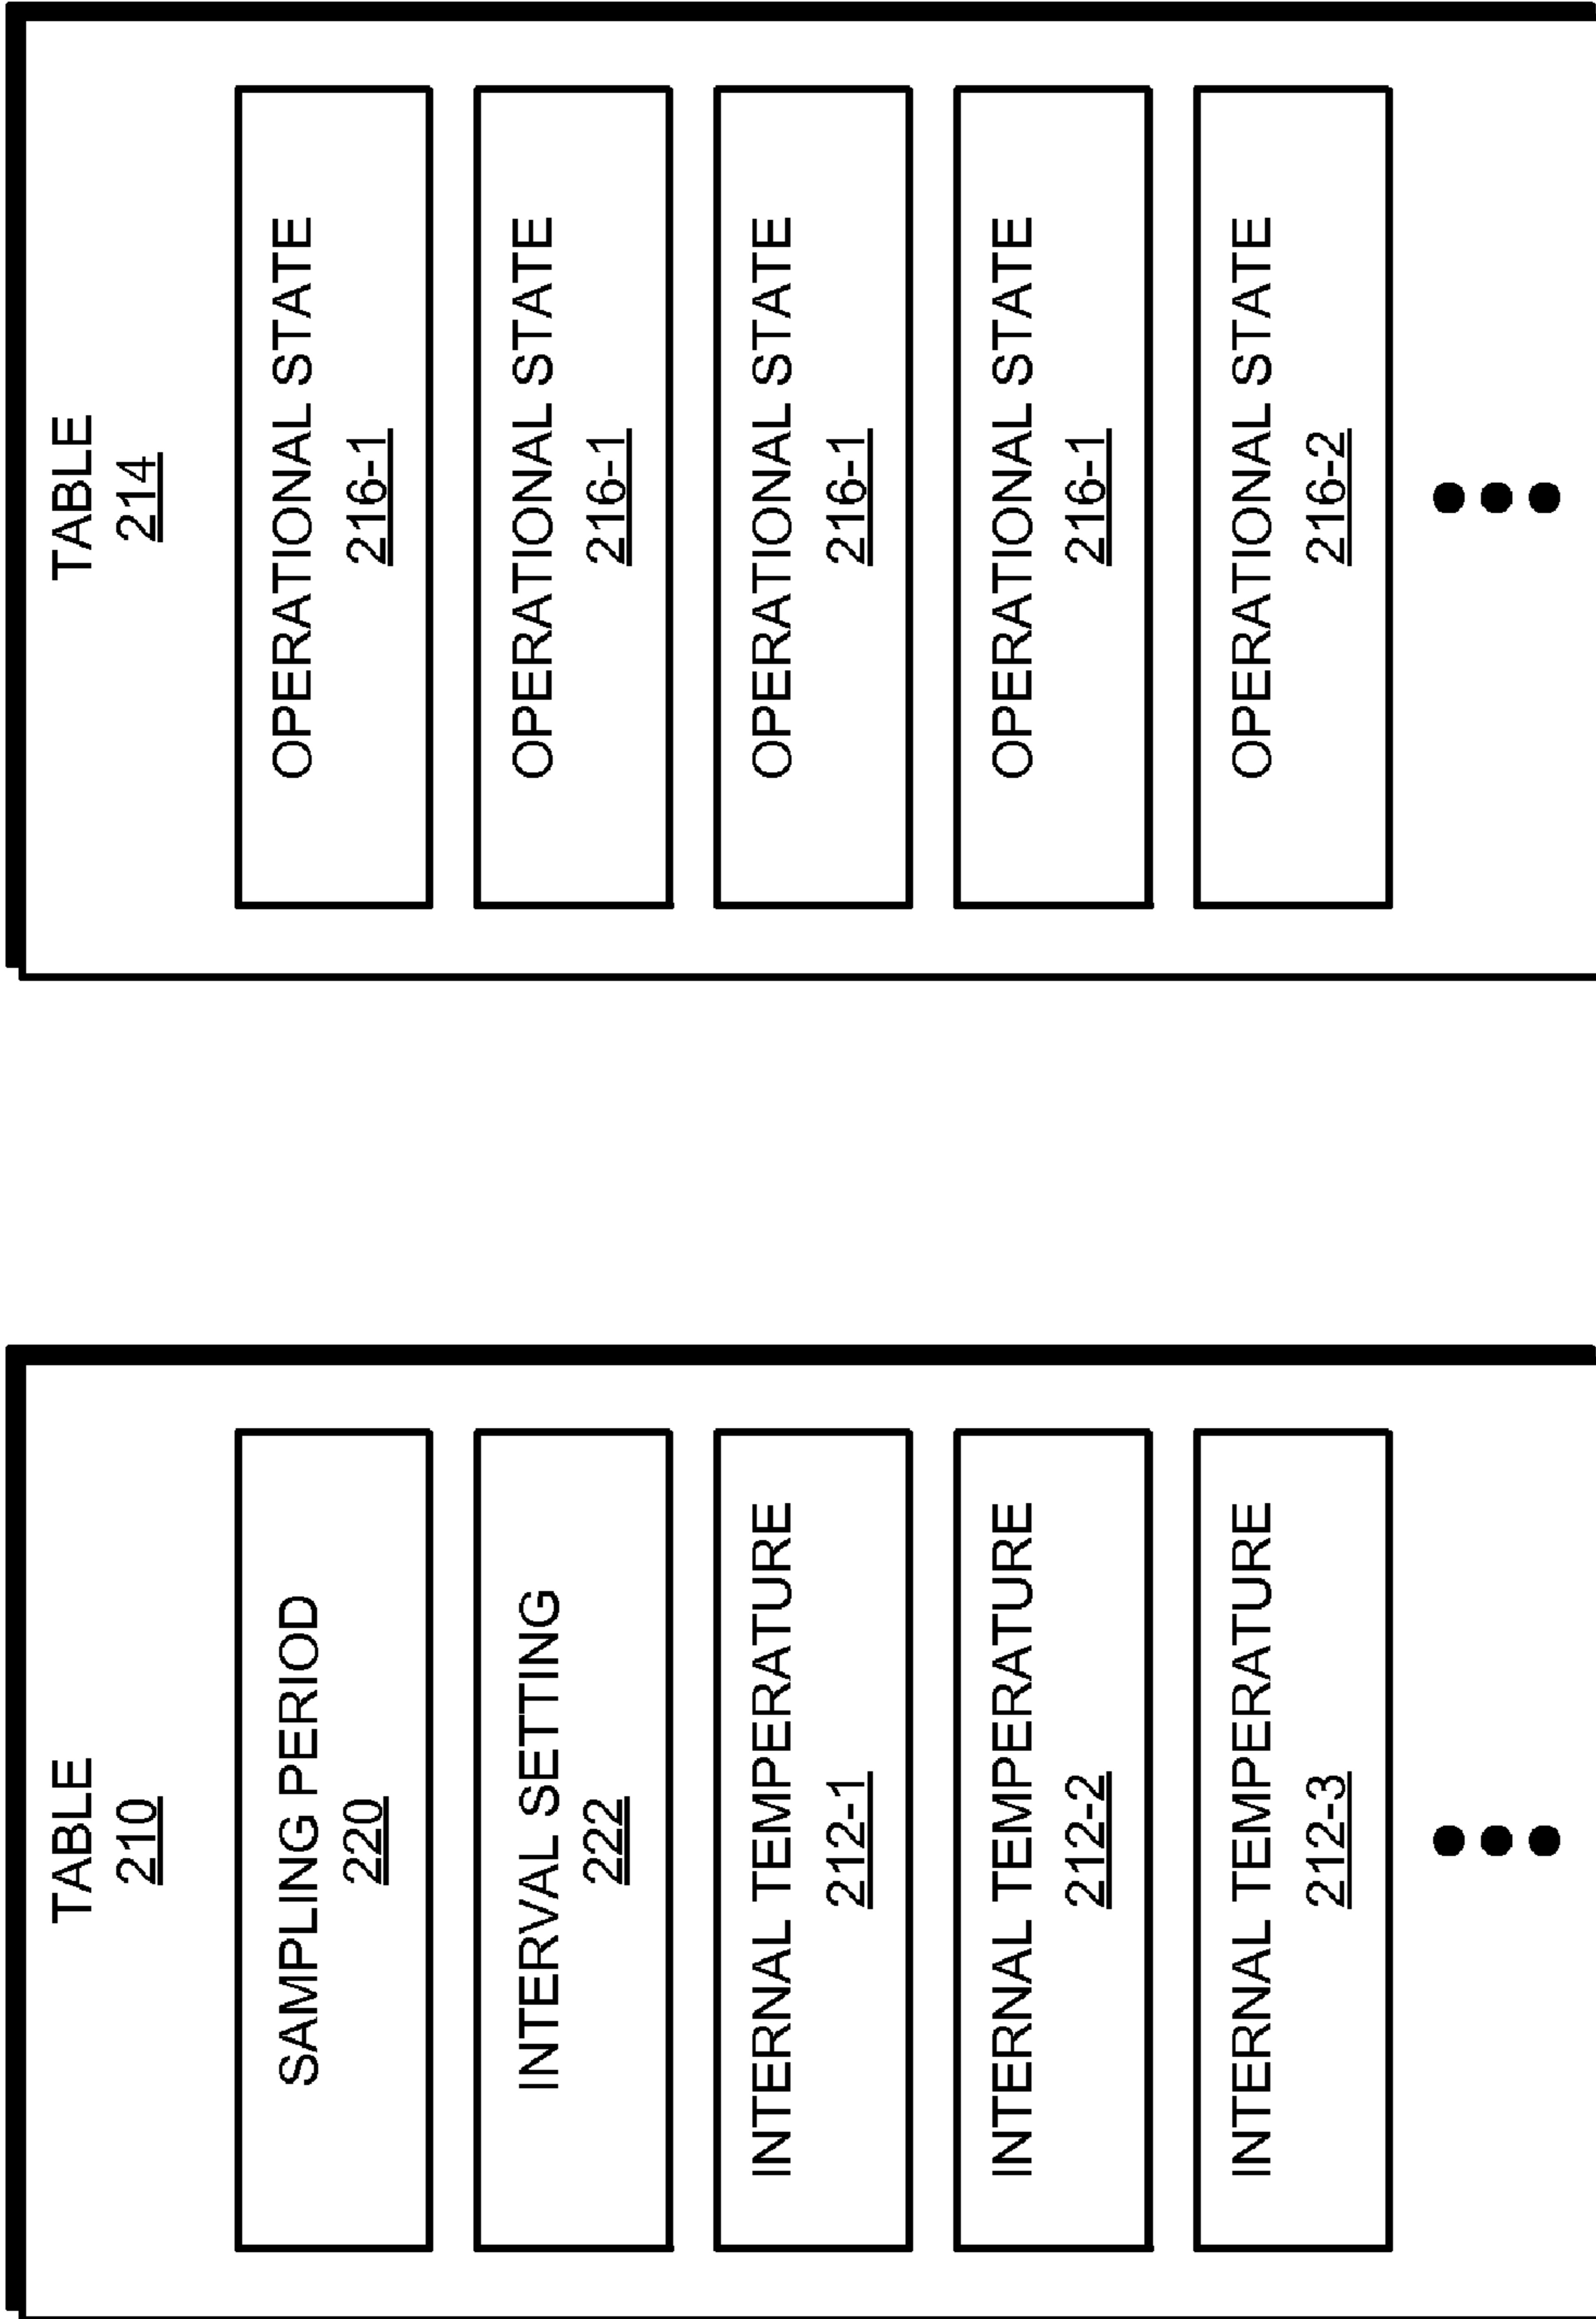 TABLE
210
SAMPLING PERIOD
220
INTERVAL SETTING
222
INTERNAL TEMPERATURE
212-1
INTERNAL TEMPERATURE
212-2
INTERNAL TEMPERATURE
212-3
TABLE
214
OPERATIONAL STATE
216-1
OPERATIONAL STATE
216-1
OPERATIONAL STATE
216-1
OPERATIONAL STATE
216-1
OPERATIONAL STATE
216-2